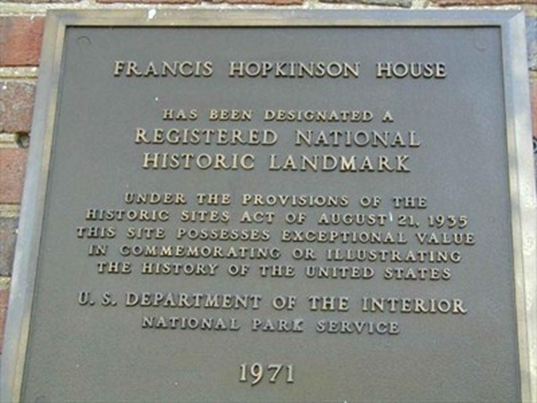 FRANCIS HOPKINSON HOUSE
HAS BEEN DESIGNATED A
REGISTERED NATIONAL
HISTORIC LANDMARK
UNDER THE PROVISIONS OF THE
HISTORIC SITES ACT OF AUGUST 21, 1935
THIS SITE POSSESSES EXCEPTIONAL VALUE
IN COMMEMORATING OR ILLUSTRATING
THE HISTORY OF THE UNITED STATES
U. S. DEPARTMENT OF THE INTERIOR
NATIONAL PARK SERVICE
1971